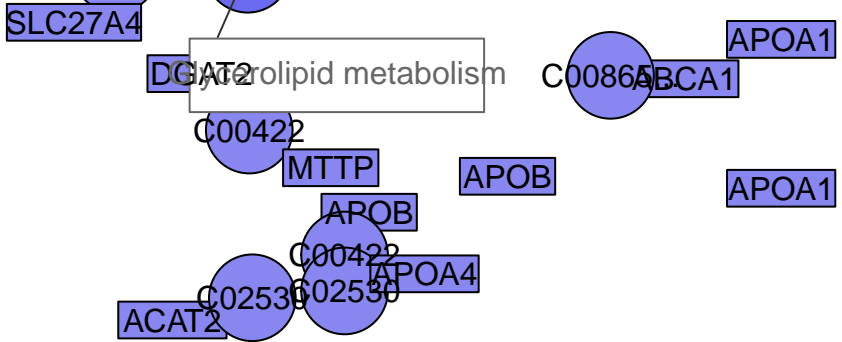 SLC27A4
APOA1
DGAT2
Glycerolipid metabolism
C00865...
ABCA1
C00422
MTTP
APOB
APOA1
APOB
C00422
APOA4
C02530
C02530
ACAT2